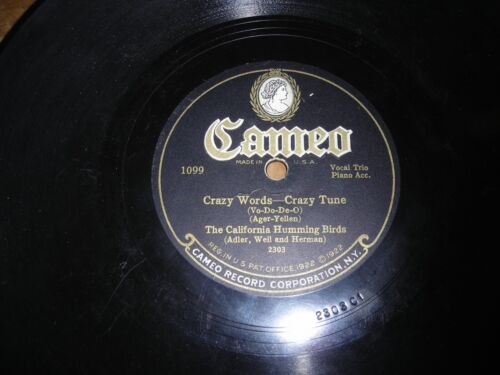 Cameo
MADE IN U.S.A.
1099
Vocal Trio
Piano Acc.
Crazy Words—Crazy Tune
(Vo-Do-De-O)
(Ager-Yellen)
The California Humming Birds
(Adler, Weil and Herman)
2303
REG. IN U.S. PAT. OFFICE 1922 © 1922
CAMEO RECORD CORPORATION, N.Y.
2303 C1